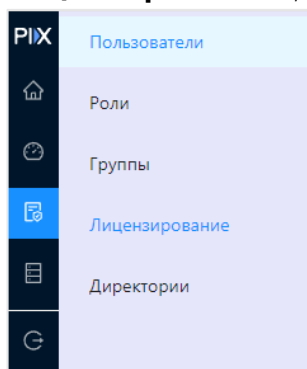 PIX
Пользователи
Роли
Группы
Лицензирование
Директории